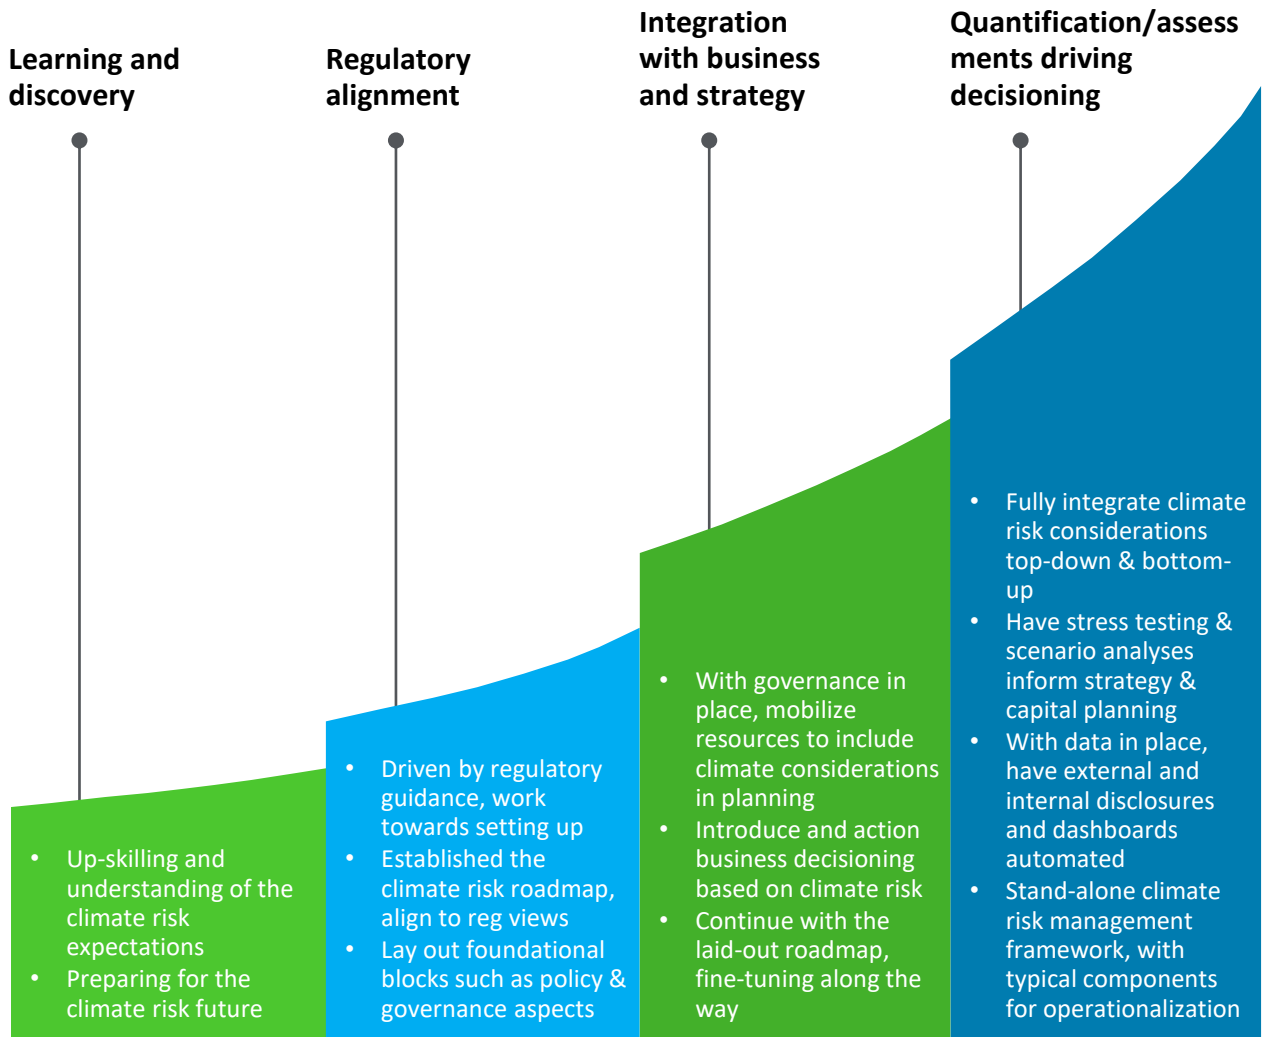 Learning and
discovery
Regulatory
alignment
Integration
with business
and strategy
Quantification/assess
ments driving
decisioning
• Up-skilling and
understanding of the
climate risk
expectations
• Preparing for the
climate risk future
• Driven by regulatory
guidance, work
towards setting up
• Established the
climate risk roadmap,
align to reg views
• Lay out foundational
blocks such as policy &
governance aspects
• With governance in
place, mobilize
resources to include
climate considerations
in planning
• Introduce and action
business decisioning
based on climate risk
• Continue with the
laid-out roadmap,
fine-tuning along the
way
• Fully integrate climate
risk considerations
top-down & bottom-
up
• Have stress testing &
scenario analyses
inform strategy &
capital planning
• With data in place,
have external and
internal disclosures
and dashboards
automated
• Stand-alone climate
risk management
framework, with
typical components
for operationalization